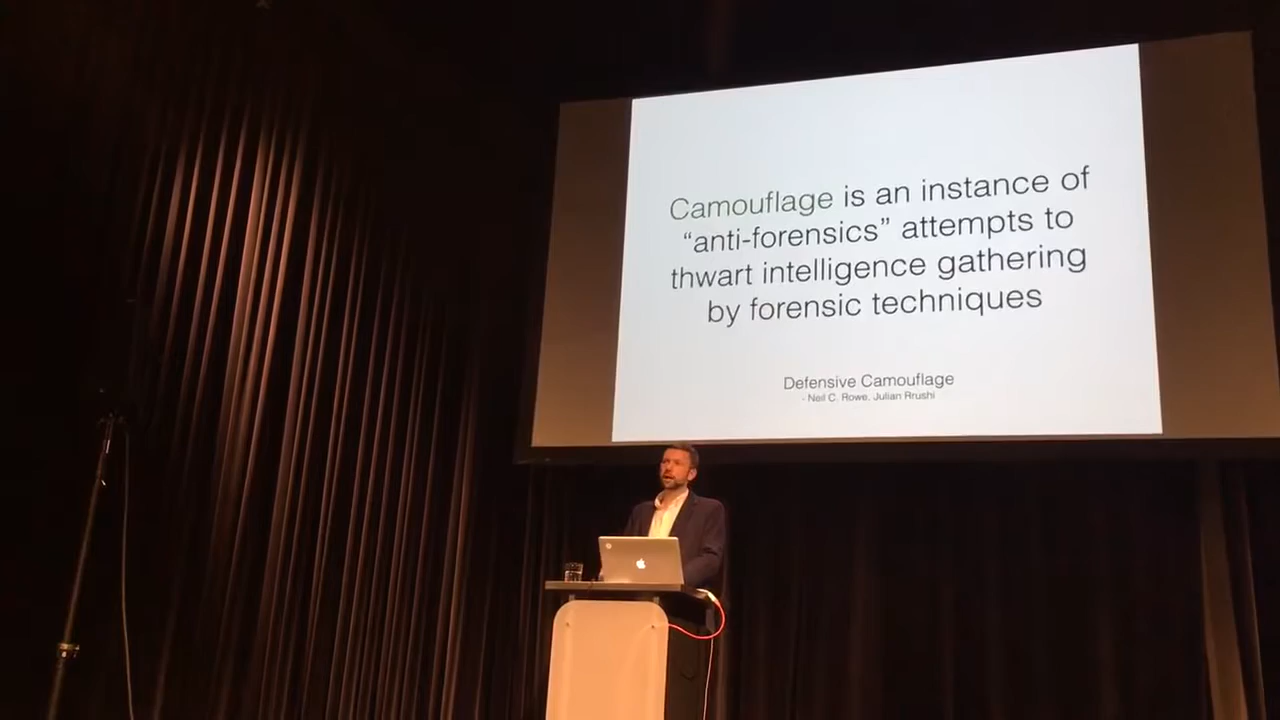 Camouflage is an instance of
“anti-forensics” attempts to
thwart intelligence gathering
by forensic techniques
Defensive Camouflage
- Neil C. Rowe, Julian Rrushi